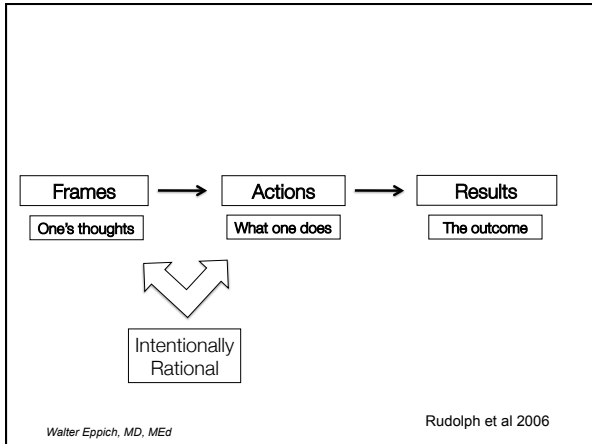 Frames
Actions
Results
One's thoughts
What one does
The outcome
Intentionally
Rational
Walter Eppich, MD, MEd
Rudolph et al 2006